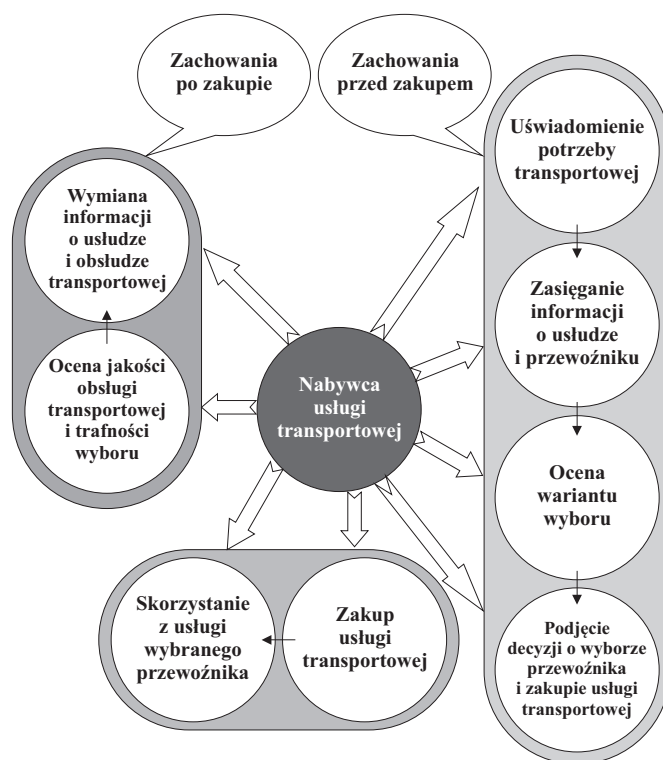 Zachowania
po zakupie
Zachowania
przed zakupem
Uświadomienie
potrzeby
transportowej
Wymiana
informacji
o usłudze
i obsłudze
transportowej
Zasięganie
informacji
o usłudze
i przewoźniku
Ocena jakości
obsługi
transportowej
i trafności
wyboru
Nabywca
usługi
transportowej
Ocena
wariantu
wyboru
Skorzystanie
z usługi
wybranego
przewoźnika
Zakup
usługi
transportowej
Podjęcie
decyzji o wyborze
przewoźnika
i zakupie usługi
transportowej